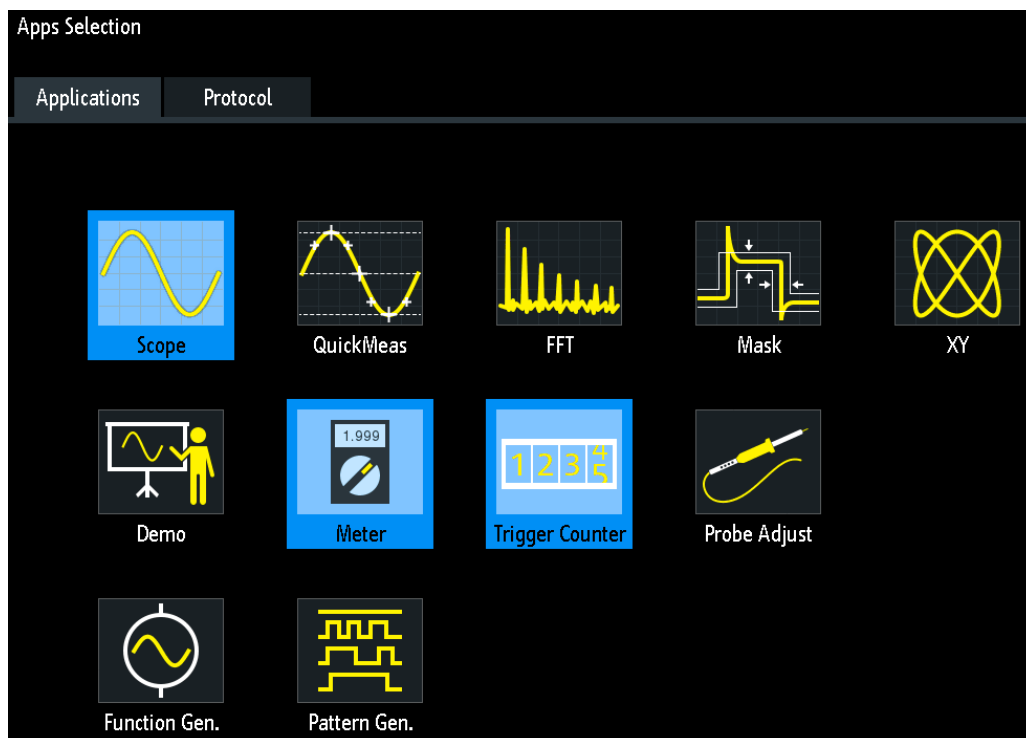 Apps Selection
Applications Protocol
Scope QuickMeas FFT Mask XY
1.999
1 2 3 4 5
Demo Meter Trigger Counter Probe Adjust
Function Gen. Pattern Gen.